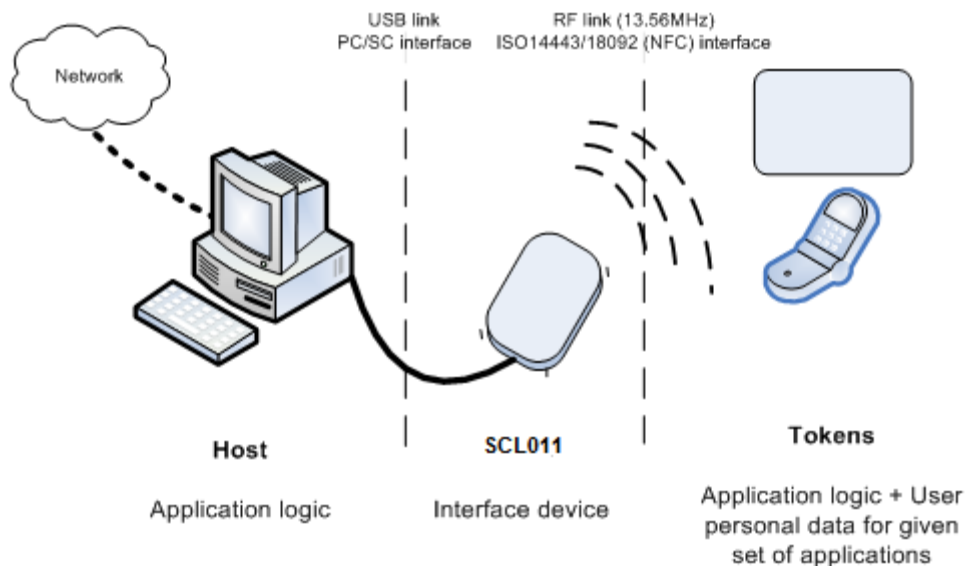 USB link
PC/SC interface
RF link (13.56MHz)
ISO14443/18092 (NFC) interface
Network
Host
SCL011
Tokens
Application logic
Interface device
Application logic + User
personal data for given
set of applications